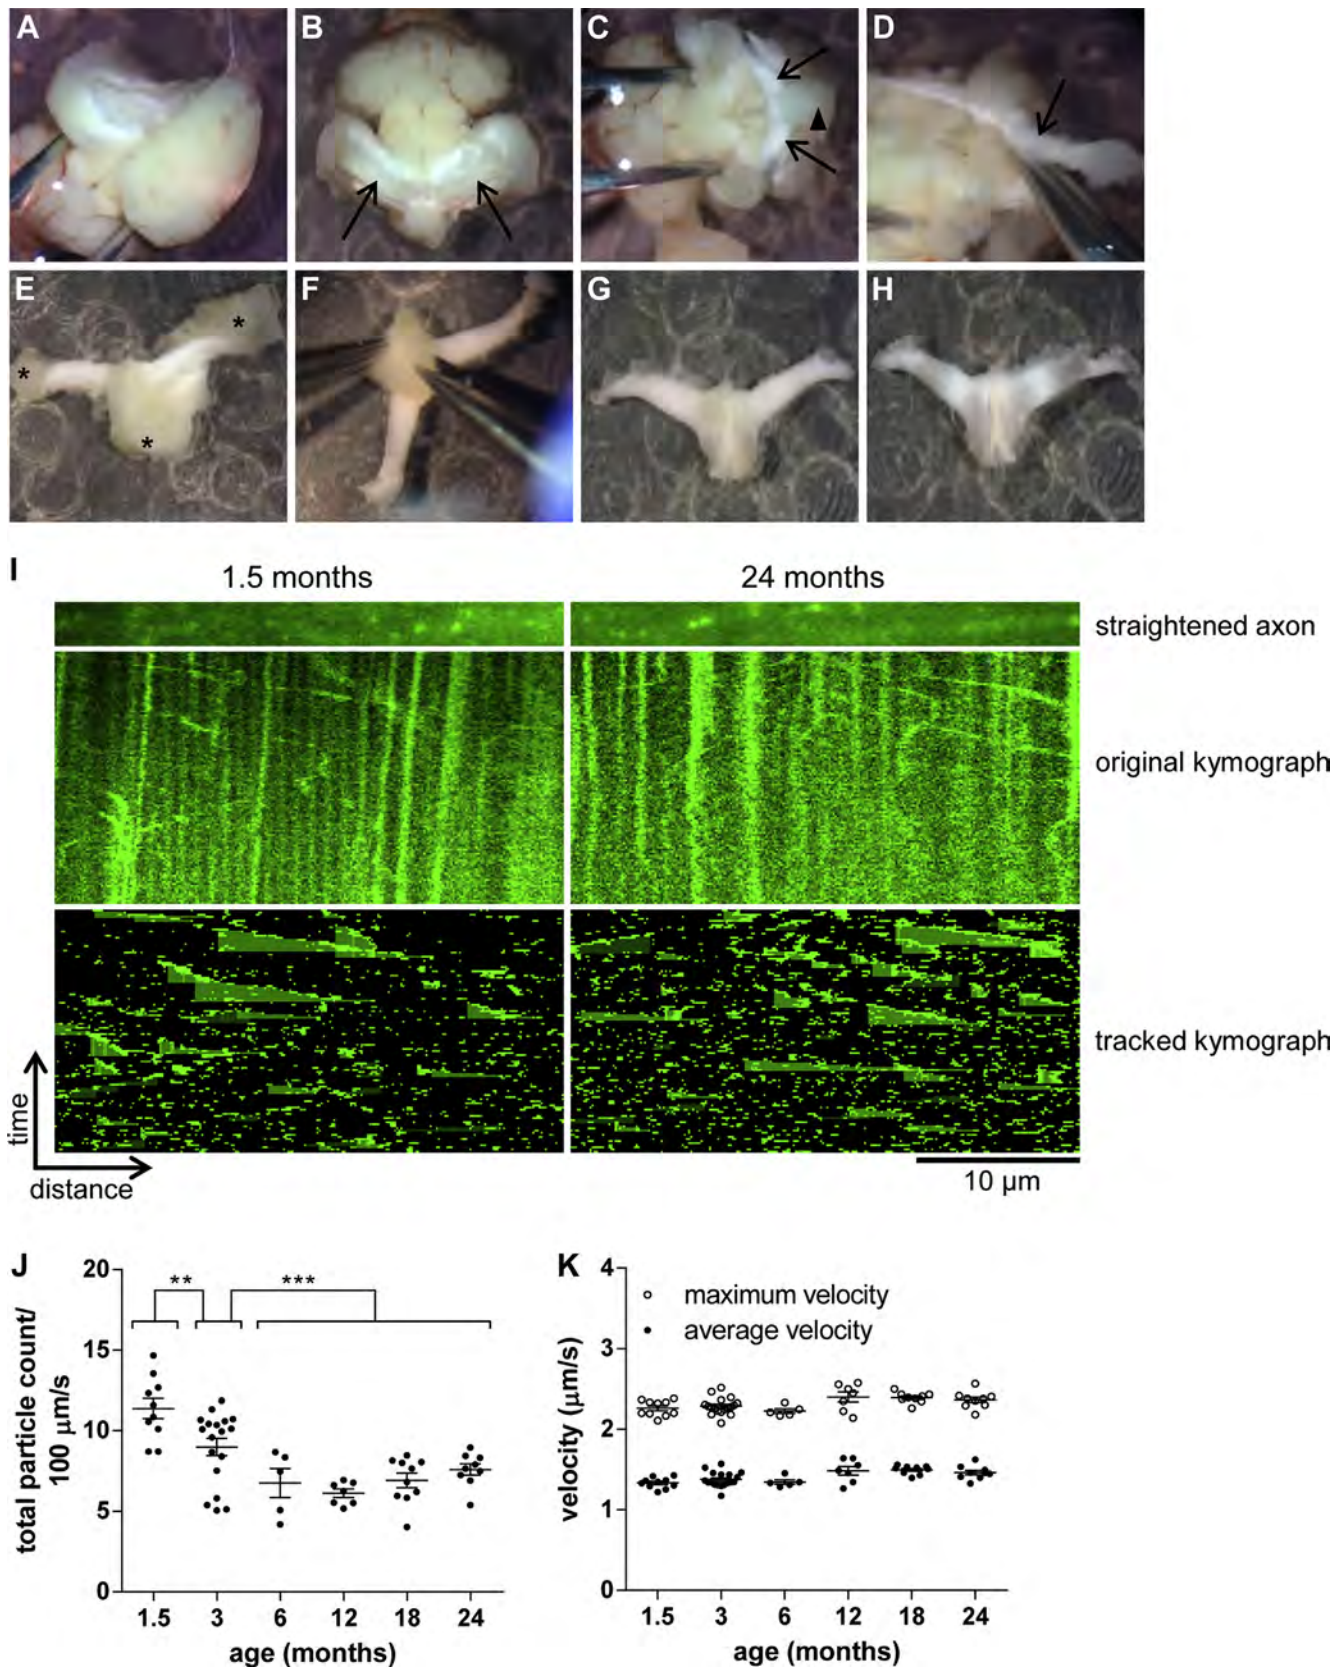 A
B
C
D
E
*
*
*
F
G
H
I
1.5 months
24 months
straightened axon
original kymograph
tracked kymograph
time
distance
10 μm
J
total particle count/
100 μm/s
20
15
10
5
0
**
***
1.5
3
6
12
18
24
age (months)
K
velocity (μm/s)
4
3
2
1
0
maximum velocity
average velocity
1.5
3
6
12
18
24
age (months)